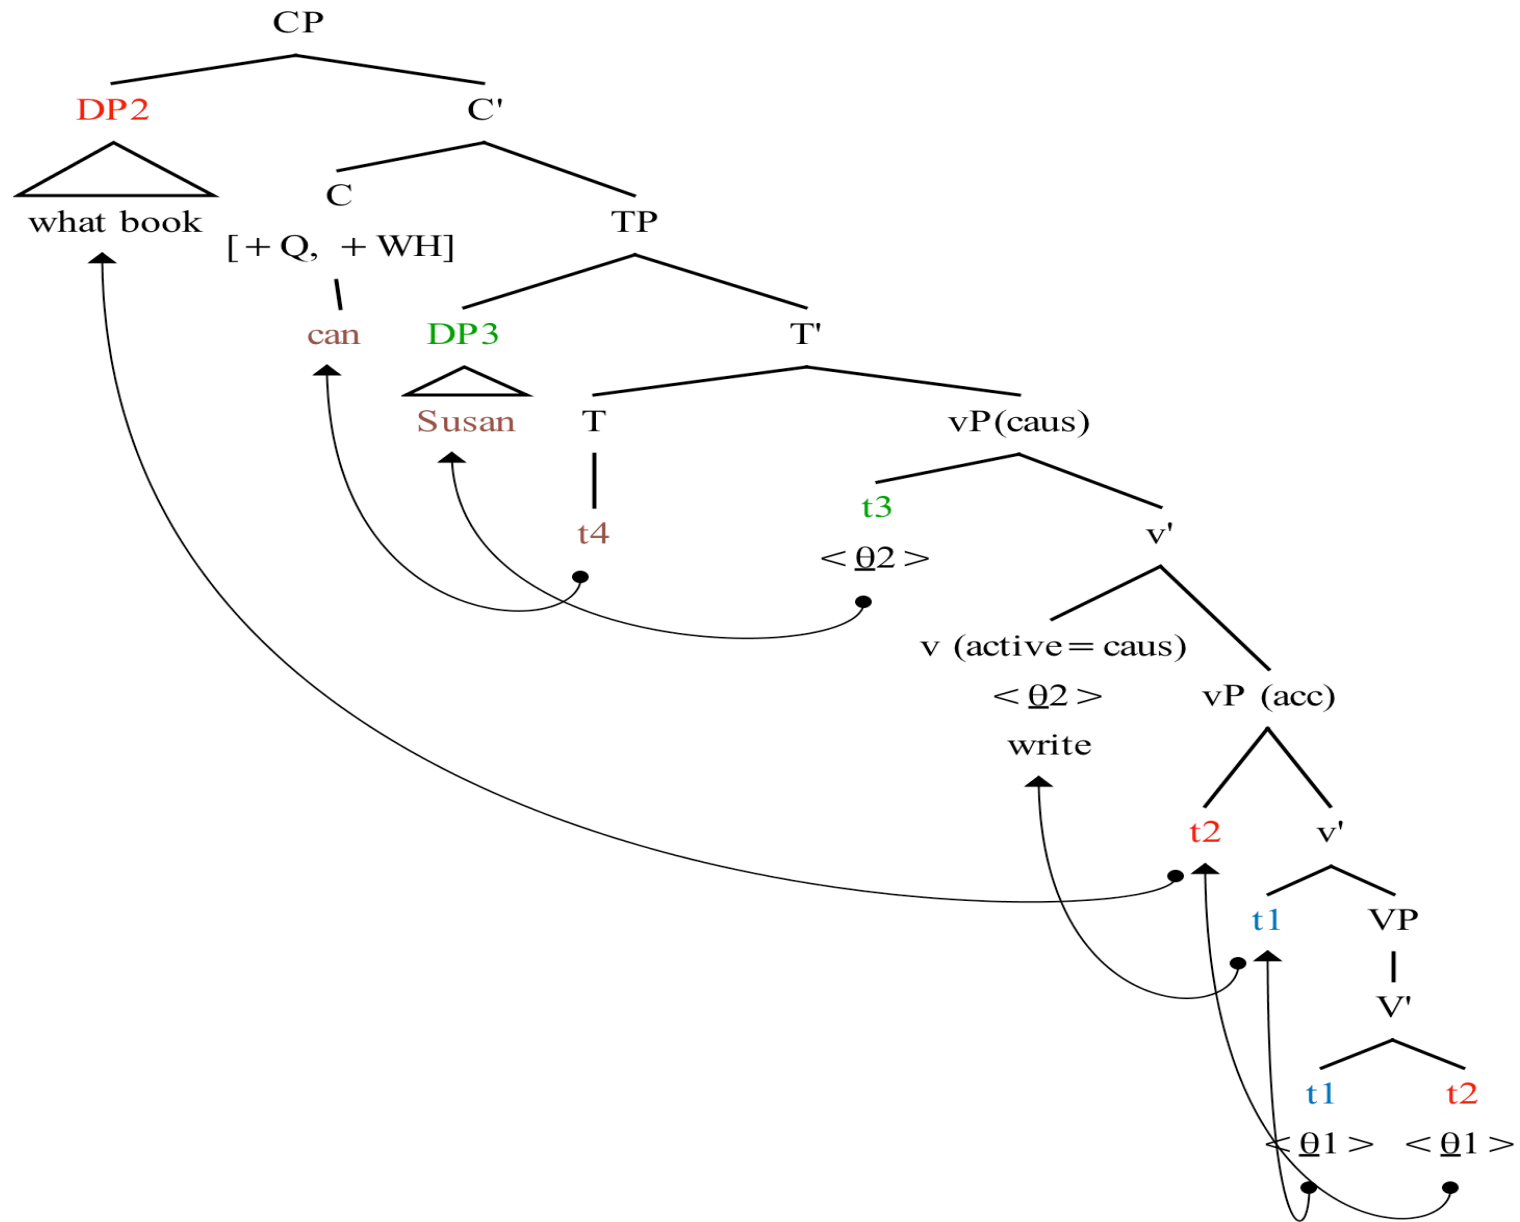 CP
DP2 C'
C
what book TP
[+Q, +WH]
can DP3 T'
Susan T vP(caus)
t3
t4 v'
<θ2>
v (active=caus)
<θ2> vP (acc)
write
t2 v'
t1 VP
V'
t1 t2
<θ1> <θ1>